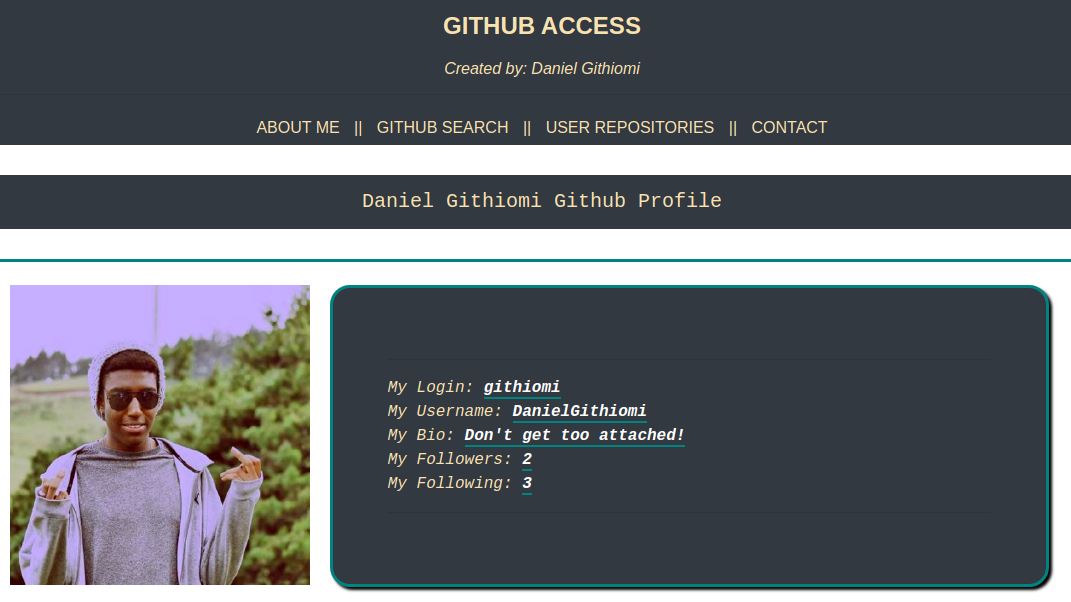 GITHUB ACCESS
Created by: Daniel Githiomi
ABOUT ME || GITHUB SEARCH || USER REPOSITORIES || CONTACT
Daniel Githiomi Github Profile
My Login: githiomi
My Username: DanielGithiomi
My Bio: Don't get too attached!
My Followers: 2
My Following: 3